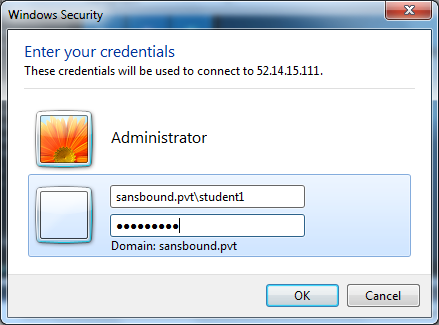 Windows Security
Enter your credentials
These credentials will be used to connect to 52.14.15.111.
Administrator
sansbound.pvt\student1
●●●●●●●●●
Domain: sansbound.pvt
OK
Cancel